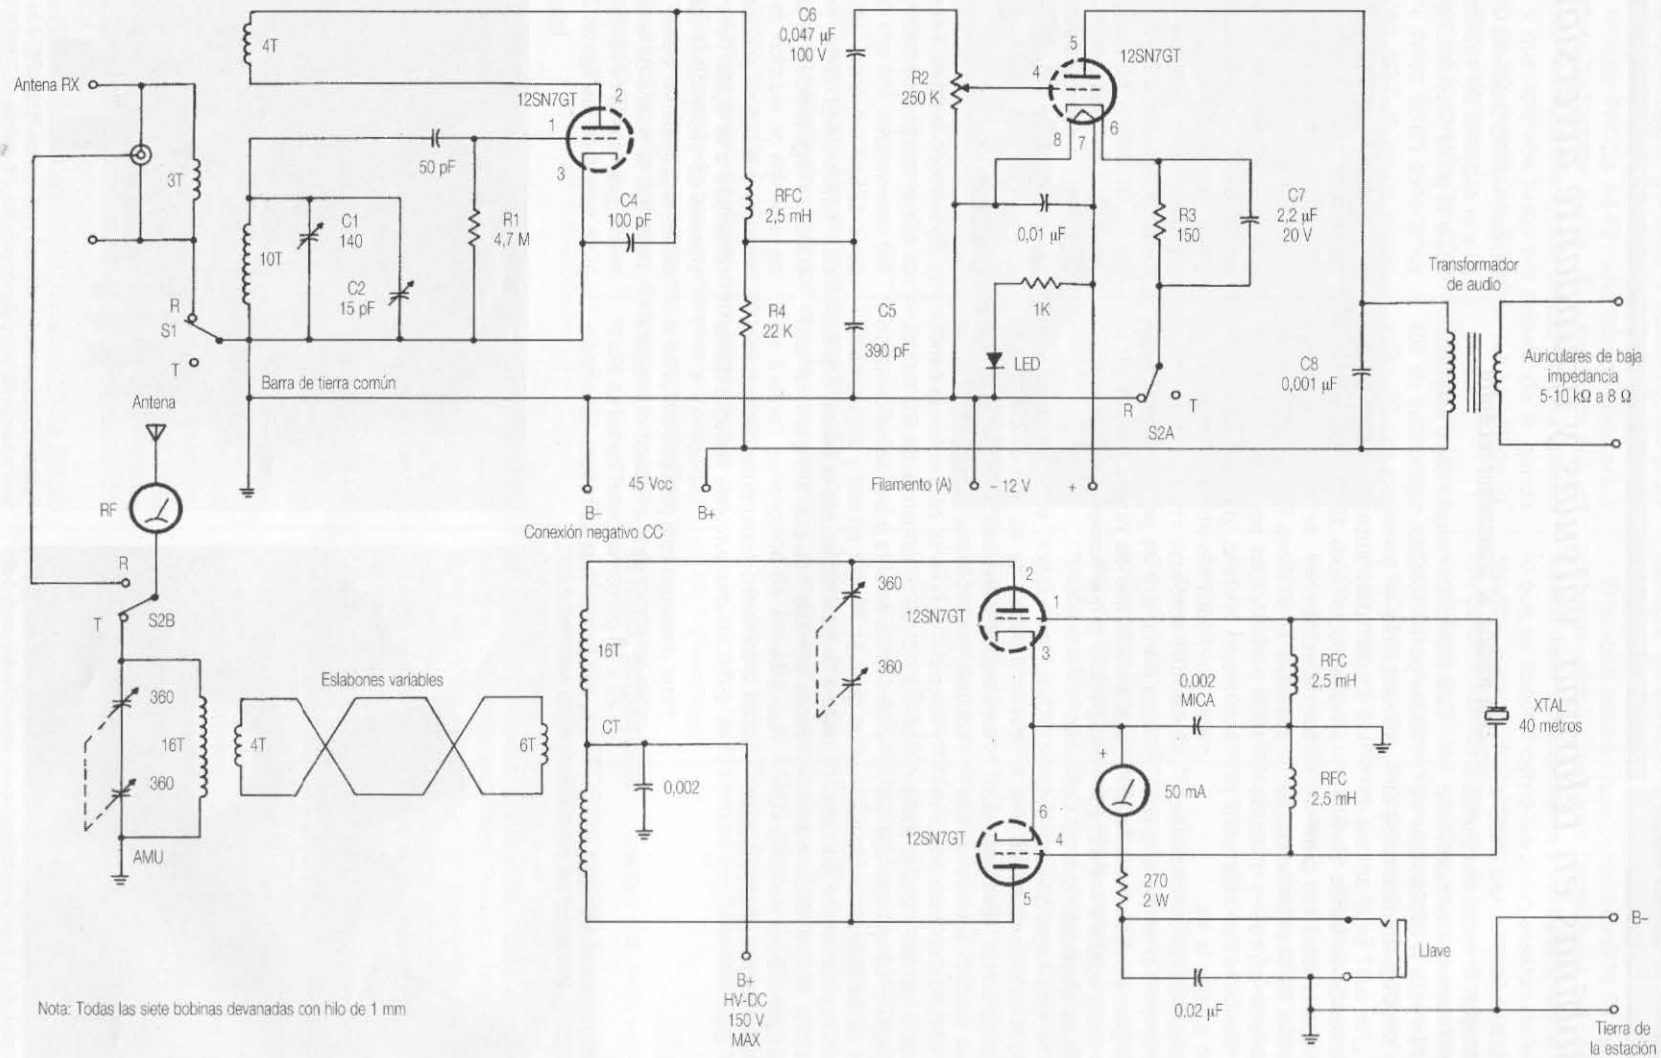 4T
C6
0,047 µF
100 V
5
12SN7GT
Antena RX
12SN7GT
2
R2
250 K
4
1
50 pF
3
8
7
6
3T
C4
100 pF
RFC
2,5 mH
C7
2,2 µF
20 V
R1
4,7 M
C1
140
R3
150
0,01 µF
10T
C2
15 pF
Transformador
de audio
1K
R
S1
R4
22 K
C5
390 pF
T
LED
C8
0,001 µF
Auriculares de baja
impedancia
5-10 kΩ a 8 Ω
Barra de tierra común
Antena
R
T
S2A
45 Vcc
Filamento (A)
– 12 V
+
RF
B–
B+
Conexión negativo CC
R
T
S2B
360
2
12SN7GT
1
3
16T
360
RFC
2,5 mH
Eslabones variables
0,002
MICA
XTAL
40 metros
360
16T
4T
6T
CT
+
0,002
50 mA
RFC
2,5 mH
360
6
12SN7GT
4
AMU
5
270
2 W
B–
Llave
B+
HV-DC
150 V
MAX
0,02 µF
Nota: Todas las siete bobinas devanadas con hilo de 1 mm
Tierra de
la estación